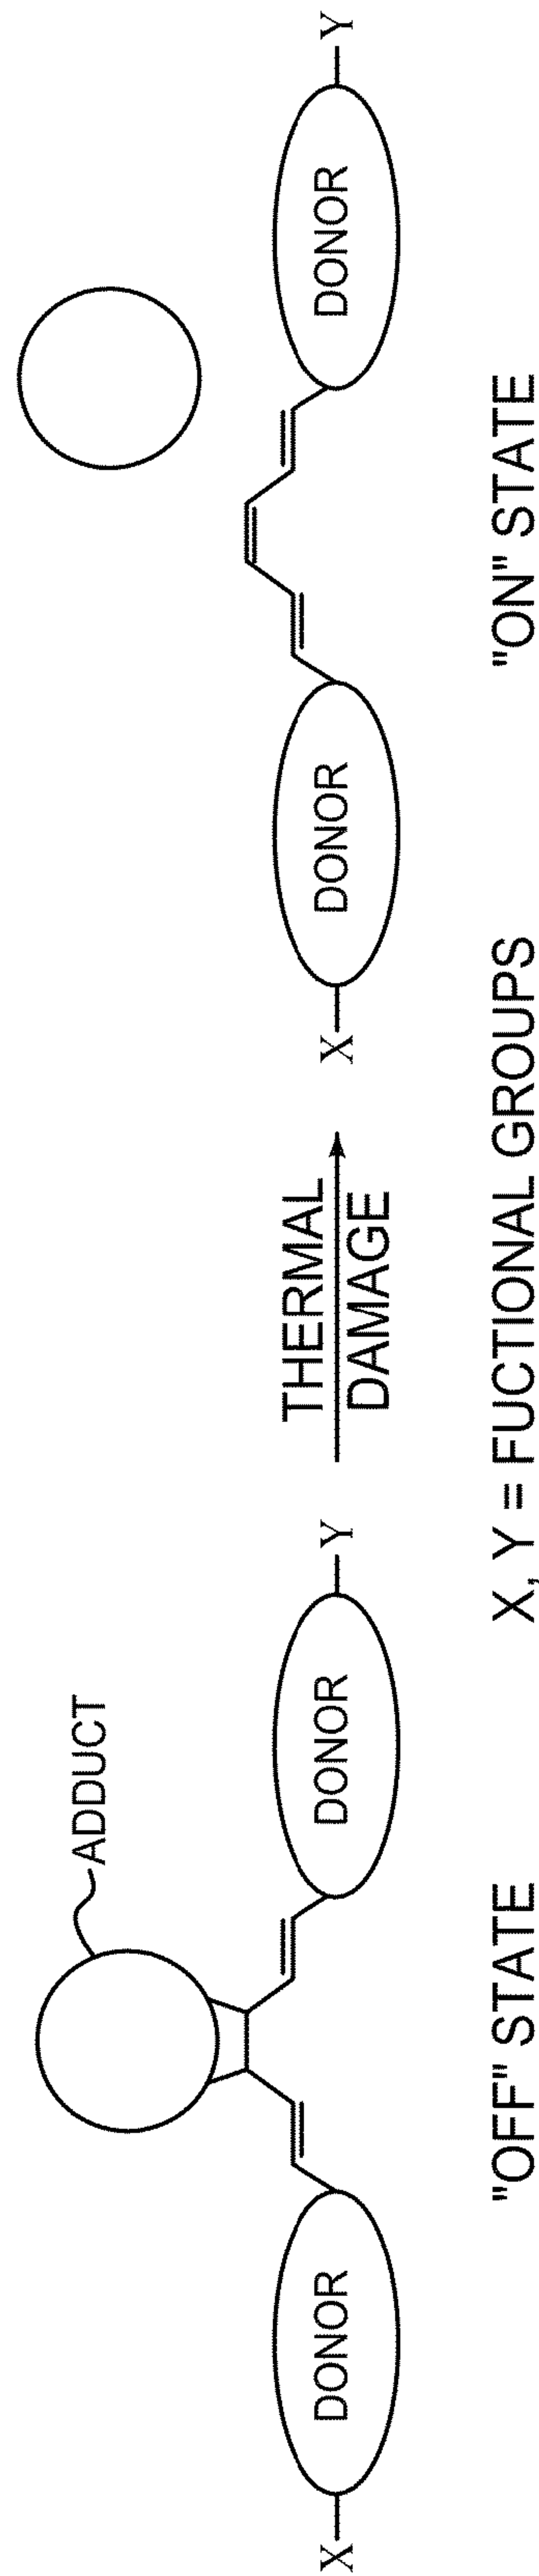 ADDUCT
X
DONOR
DONOR
Y
THERMAL
DAMAGE
X
DONOR
DONOR
Y
"OFF" STATE
X, Y = FUCTIONAL GROUPS
"ON" STATE